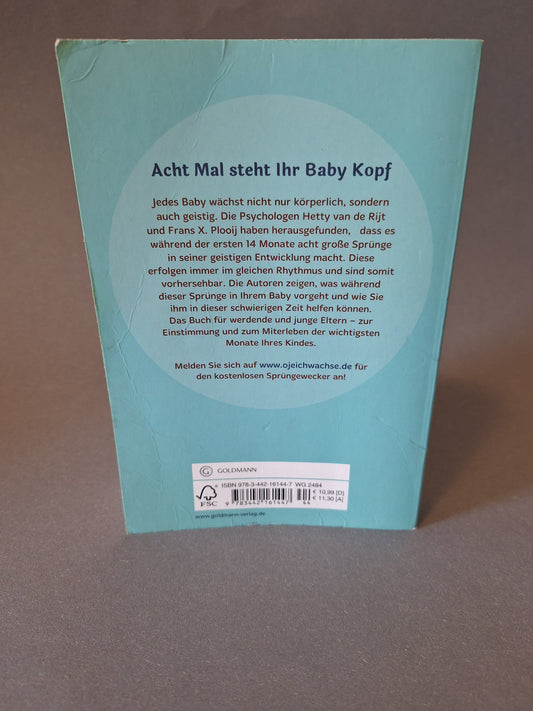 Acht Mal steht Ihr Baby Kopf
Jedes Baby wächst nicht nur körperlich, sondern
auch geistig. Die Psychologen Hetty van de Rijt
und Frans X. Plooij haben herausgefunden, dass es
während der ersten 14 Monate acht große Sprünge
in seiner geistigen Entwicklung macht. Diese
erfolgen immer im gleichen Rhythmus und sind somit
vorhersehbar. Die Autoren zeigen, was während
dieser Sprünge in Ihrem Baby vorgeht und wie Sie
ihm in dieser schwierigen Zeit helfen können.
Das Buch für werdende und junge Eltern – zur
Einstimmung und zum Miterleben der wichtigsten
Monate Ihres Kindes.
Melden Sie sich auf www.ojeichwachse.de für
den kostenlosen Sprüngewecker an!
G GOLDMANN
ISBN 978-3-442-16144-7 WG 2484
€ 10,99 [D]
€ 11,30 [A]
FSC
9 783442 161447 44
www.goldmann-verlag.de